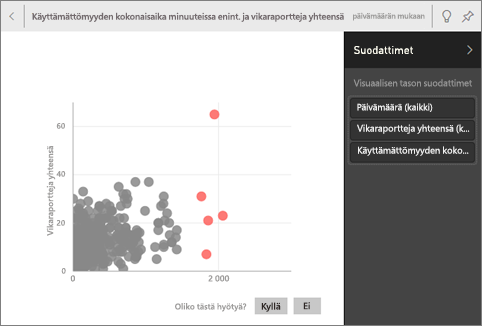 Käyttämättömyyden kokonaisaika minuuteissa enint. ja vikaraportteja yhteensä päivämäärän mukaan
Suodattimet
Visuaalisen tason suodattimet
Päivämäärä (kaikki)
Vikaraportteja yhteensä (k...
Käyttämättömyyden koko...
Vikaraportteja yhteensä
60
40
20
0
0
2 000
Oliko tästä hyötyä? Kyllä Ei